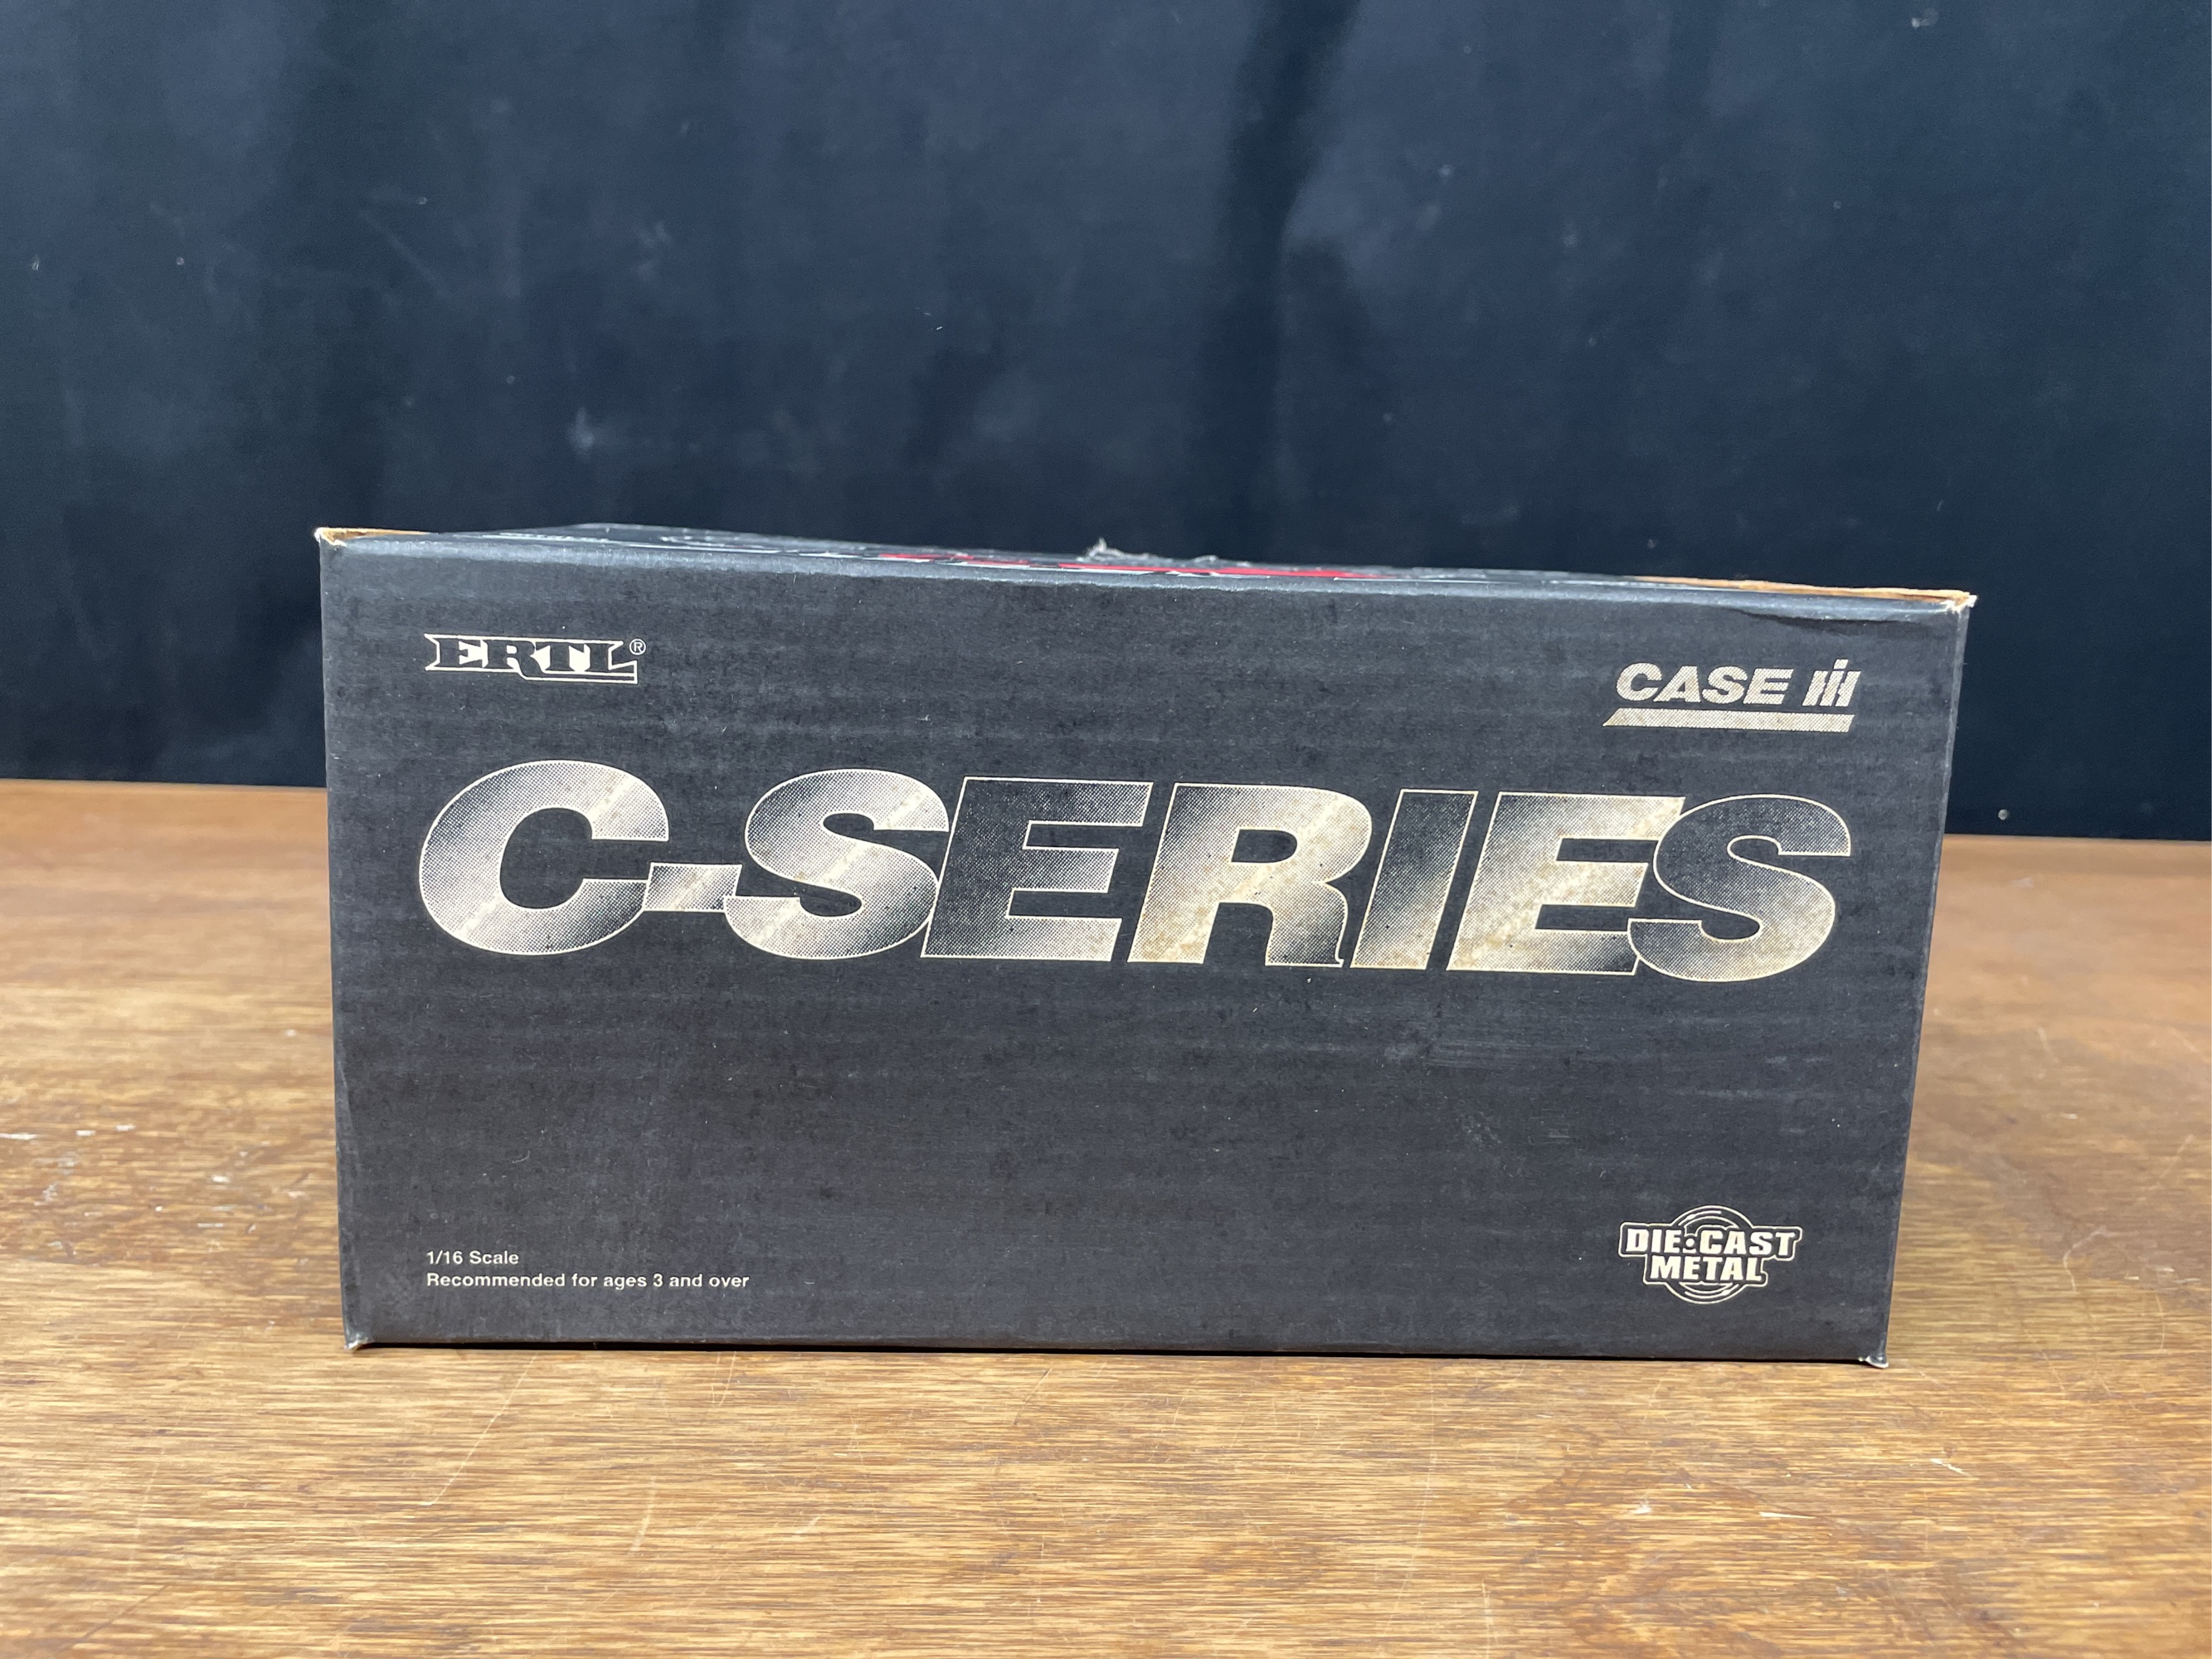 ERTL®
CASE IH
C-SERIES
1/16 Scale
Recommended for ages 3 and over
DIE-CAST
METAL